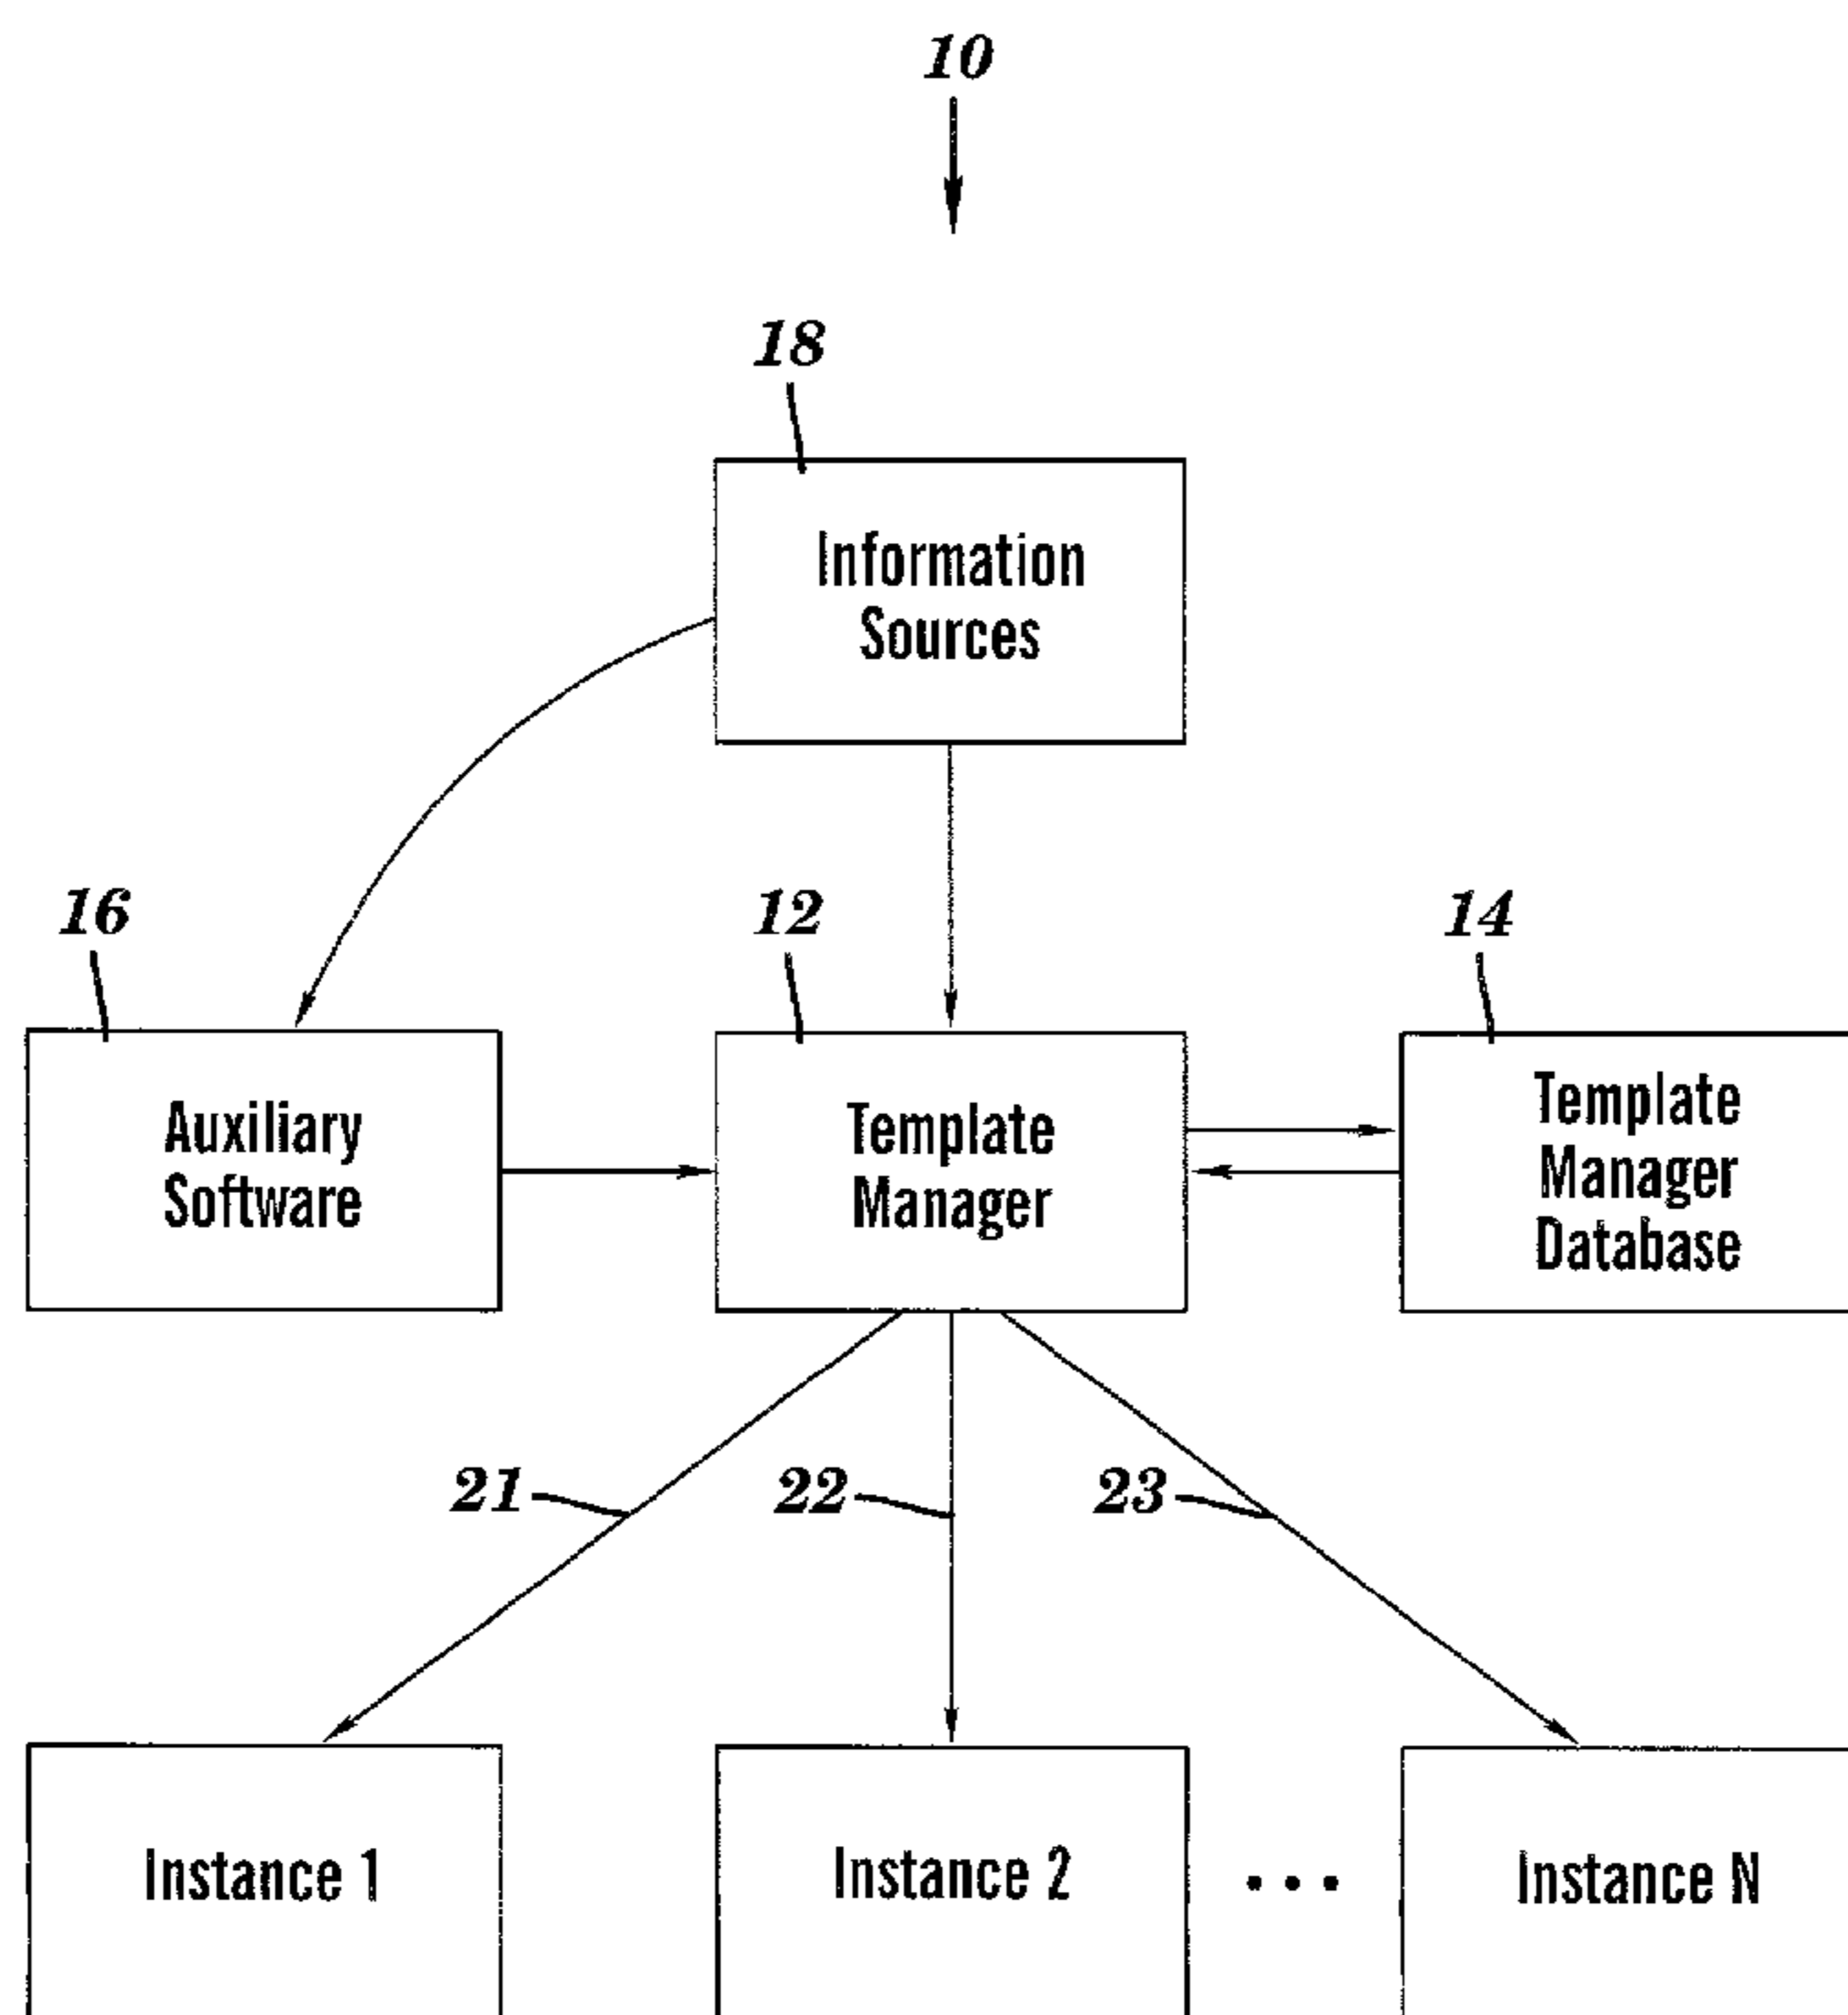 10
18
Information
Sources
16
12
14
Auxiliary
Software
Template
Manager
Template
Manager
Database
21
22
23
Instance 1
Instance 2
• • •
Instance N